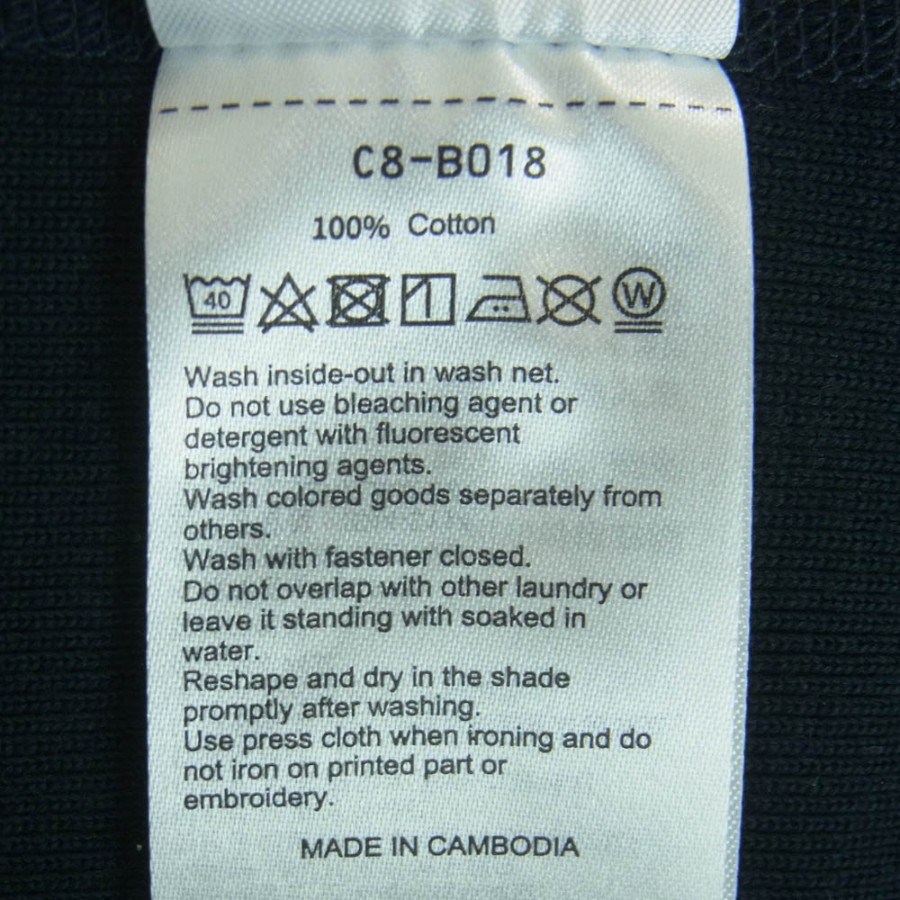 C8-B018
100% Cotton
40 W
Wash inside-out in wash net.
Do not use bleaching agent or
detergent with fluorescent
brightening agents.
Wash colored goods separately from
others.
Wash with fastener closed.
Do not overlap with other laundry or
leave it standing with soaked in
water.
Reshape and dry in the shade
promptly after washing.
Use press cloth when ironing and do
not iron on printed part or
embroidery.
MADE IN CAMBODIA